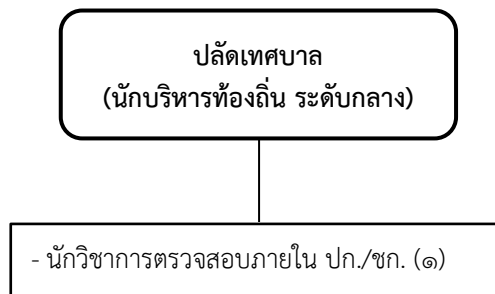 ปลัดเทศบาล
(นักบริหารท้องถิ่น ระดับกลาง)
- นักวิชาการตรวจสอบภายใน ปก./ชก. (๑)